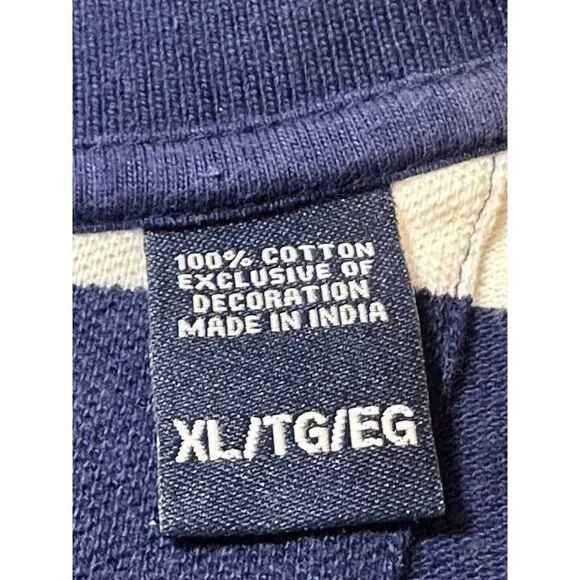 100% COTTON
EXCLUSIVE OF
DECORATION
MADE IN INDIA
XL/TG/EG